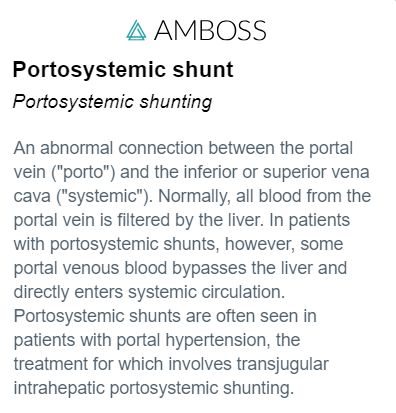 AMBOSS
Portosystemic shunt
Portosystemic shunting
An abnormal connection between the portal
vein ("porto") and the inferior or superior vena
cava ("systemic"). Normally, all blood from the
portal vein is filtered by the liver. In patients
with portosystemic shunts, however, some
portal venous blood bypasses the liver and
directly enters systemic circulation.
Portosystemic shunts are often seen in
patients with portal hypertension, the
treatment for which involves transjugular
intrahepatic portosystemic shunting.